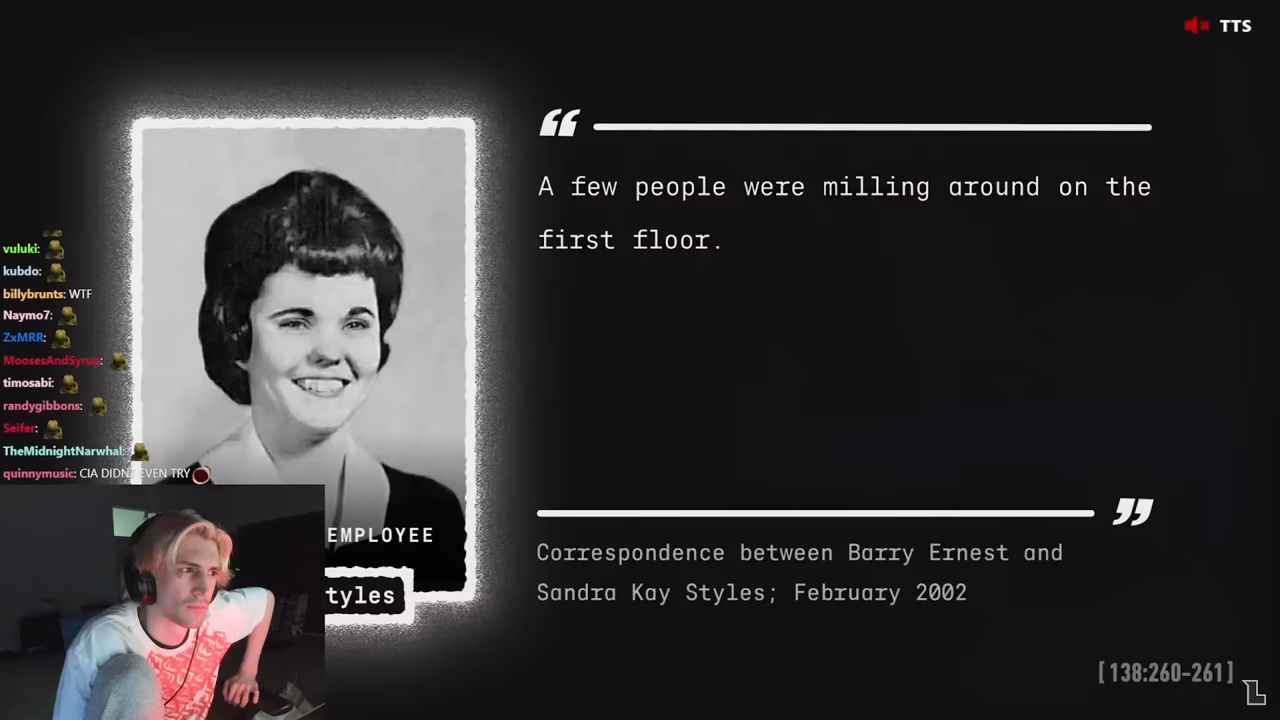 TTS
“
A few people were milling around on the
first floor.
”
Correspondence between Barry Ernest and
Sandra Kay Styles; February 2002
[138:260-261]
EMPLOYEE
tyles
vuluki:
kubdo:
billybrunts: WTF
Naymo7:
ZxMRR:
MoosesAndSyrup:
timosabi:
randygibbons:
Seifer:
TheMidnightNarwhal:
quinnymusic: CIA DIDNT EVEN TRY